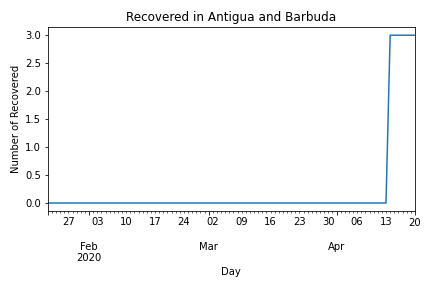 Recovered in Antigua and Barbuda
Number of Recovered
3.0
2.5
2.0
1.5
1.0
0.5
0.0
27 03 10 17 24 02 09 16 23 30 06 13 20
Feb Mar Apr
2020
Day